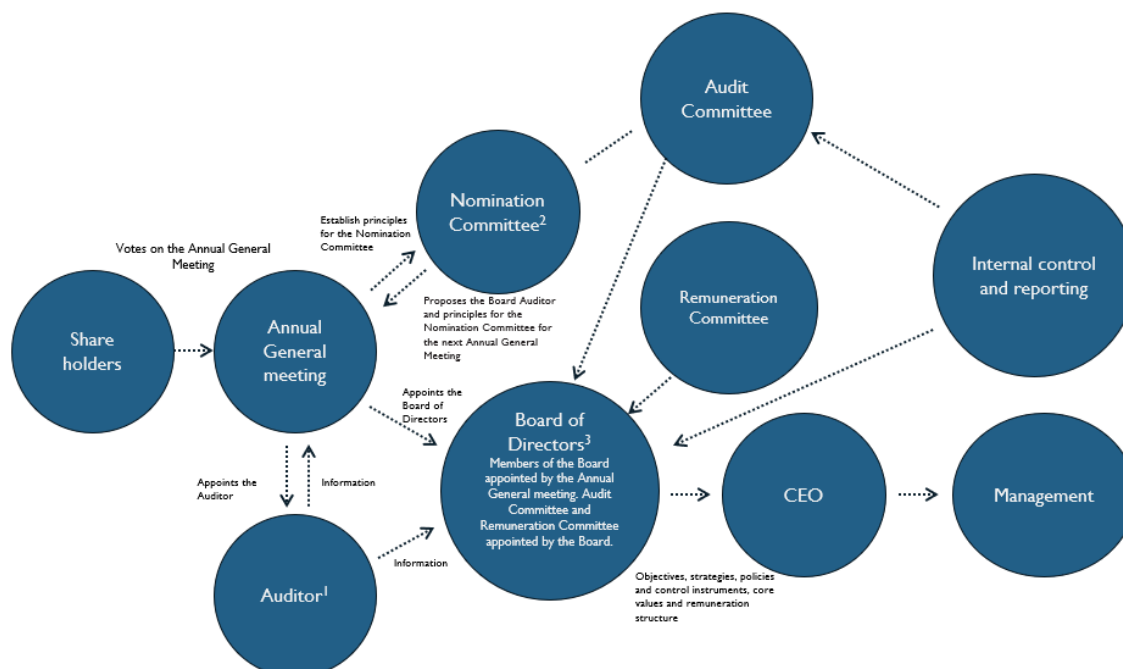 Audit
Committee
Nomination
Committee²
Establish principles
for the Nomination
Committee
Votes on the Annual General
Meeting
Internal control
and reporting
Remuneration
Committee
Share
holders
Annual
General
meeting
Proposes the Board Auditor
and principles for the
Nomination Committee for
the next Annual General
Meeting
Appoints the
Board of
Directors
Board of
Directors³
Members of the Board
appointed by the Annual
General meeting. Audit
Committee and
Remuneration Committee
appointed by the Board.
CEO
Management
Appoints the
Auditor
Information
Information
Auditor¹
Objectives, strategies, policies
and control instruments, core
values and remuneration
structure